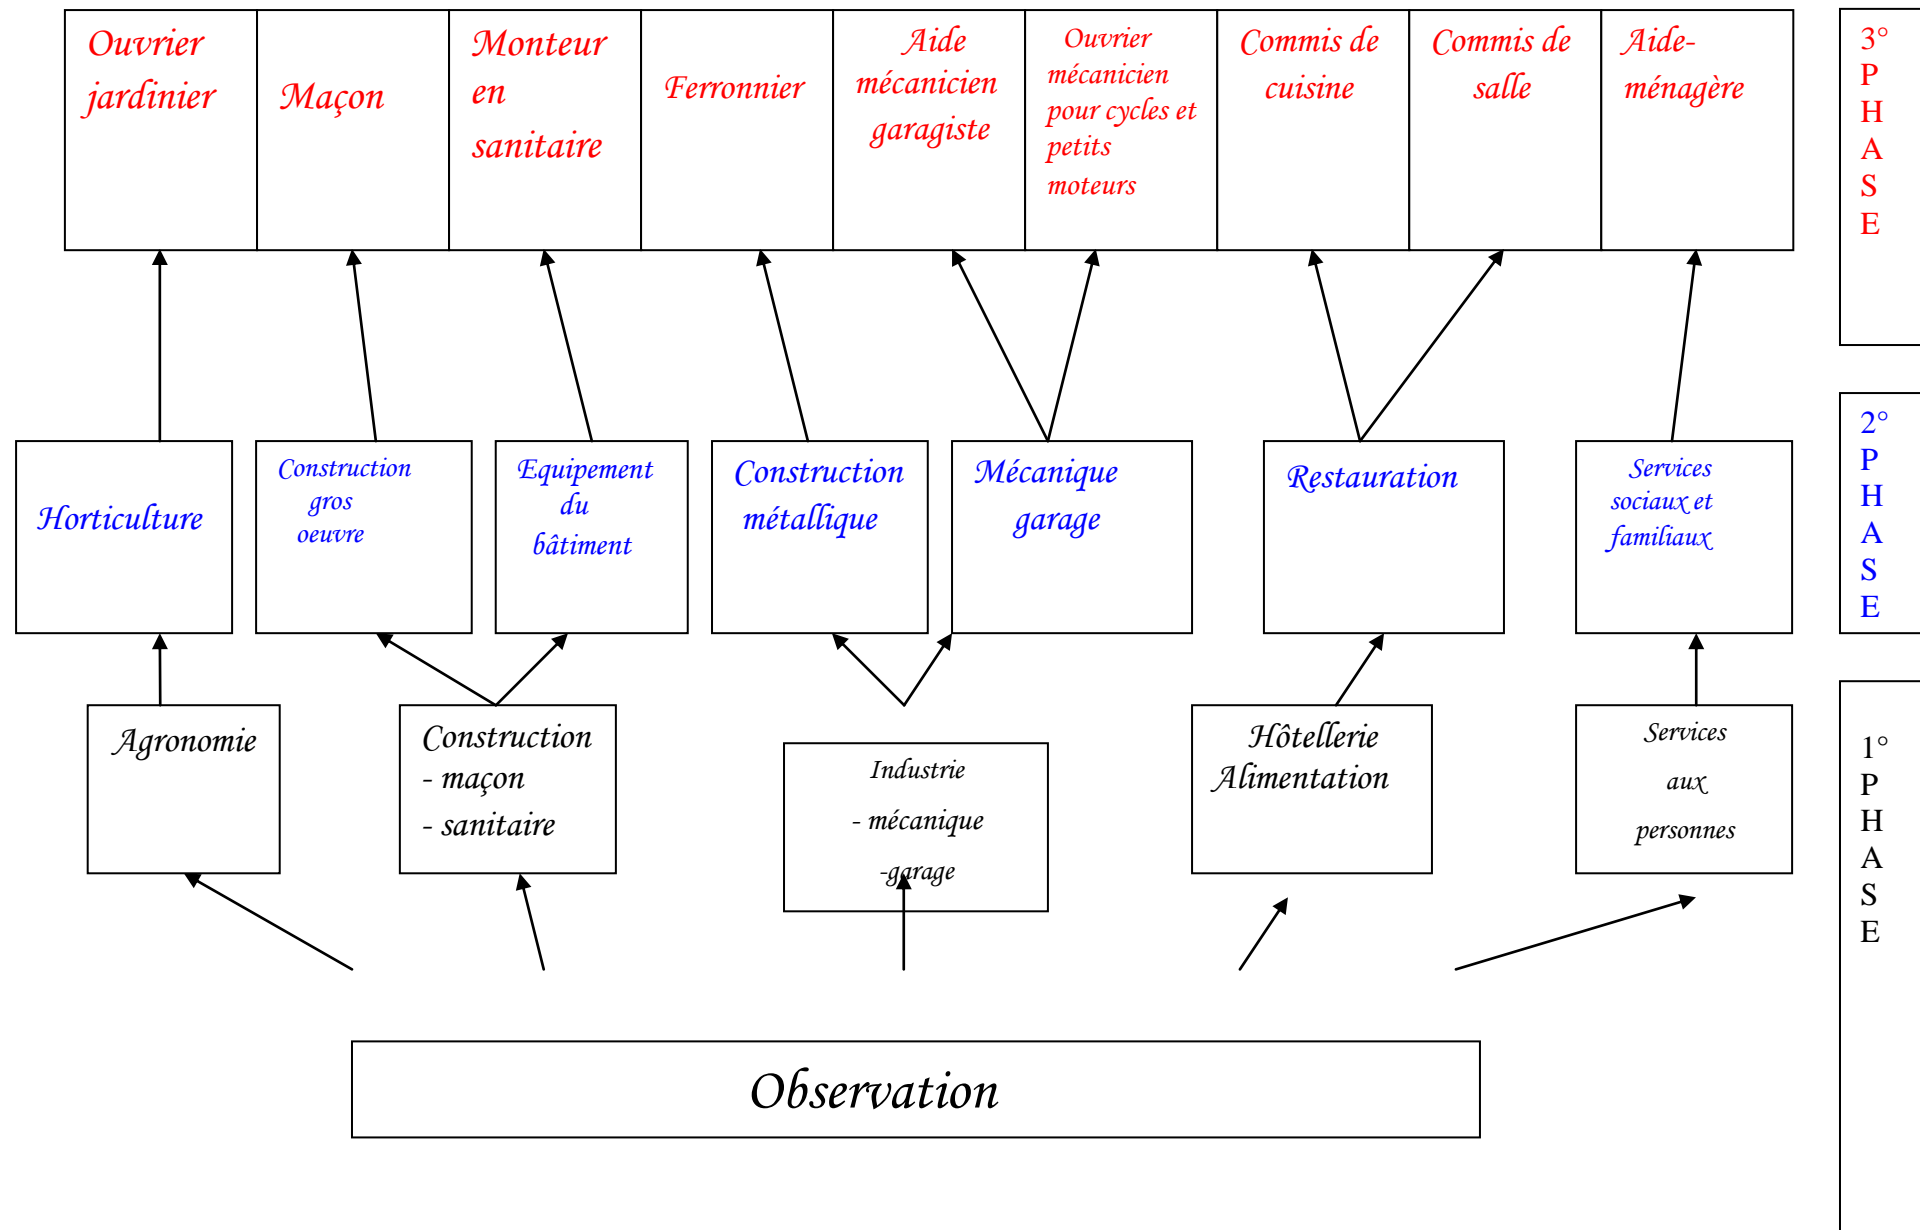 Ouvrier
jardinier
Maçon
Monteur
en
sanitaire
Ferronnier
Aide
mécanicien
garagiste
Ouvrier
mécanicien
pour cycles et
petits
moteurs
Commis de
cuisine
Commis de
salle
Aide-
ménagère
3°
P
H
A
S
E
Horticulture
Construction
gros
oeuvre
Equipement
du
bâtiment
Construction
métallique
Mécanique
garage
Restauration
Services
sociaux et
familiaux
2°
P
H
A
S
E
Agronomie
Construction
- maçon
- sanitaire
Industrie
- mécanique
-garage
Hôtellerie
Alimentation
Services
aux
personnes
1°
P
H
A
S
E
Observation